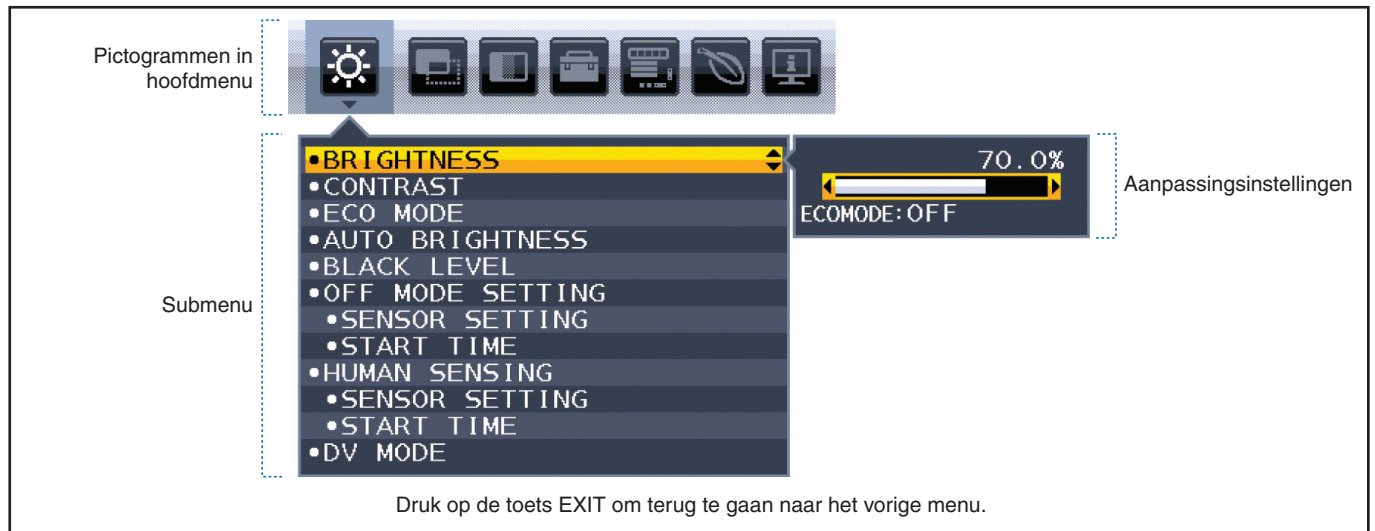 Pictogrammen in
hoofdmenu
•BRIGHTNESS
•CONTRAST
•ECO MODE
•AUTO BRIGHTNESS
•BLACK LEVEL
•OFF MODE SETTING
•SENSOR SETTING
•START TIME
•HUMAN SENSING
•SENSOR SETTING
•START TIME
•DV MODE
70.0%
ECOMODE:OFF
Aanpassingsinstellingen
Submenu
Druk op de toets EXIT om terug te gaan naar het vorige menu.